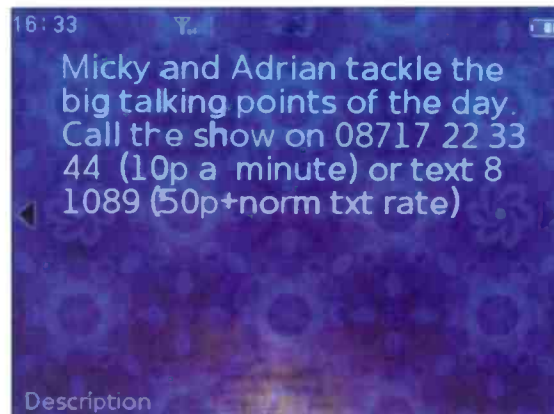 16:33
Micky and Adrian tackle the
big talking points of the day.
Call the show on 08717 22 33
44 (10p a minute) or text 8
1089 (50p+norm txt rate)
Description